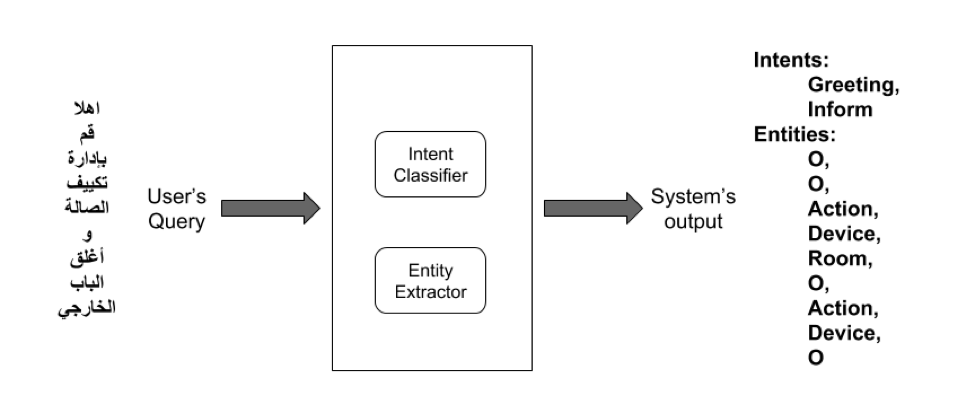 اهلا
قم
بإدارة
تكييف
الصالة
و
أغلق
الباب
الخارجي
User's
Query
Intent
Classifier
Entity
Extractor
System's
output
Intents:
Greeting,
Inform
Entities:
O,
O,
Action,
Device,
Room,
O,
Action,
Device,
O